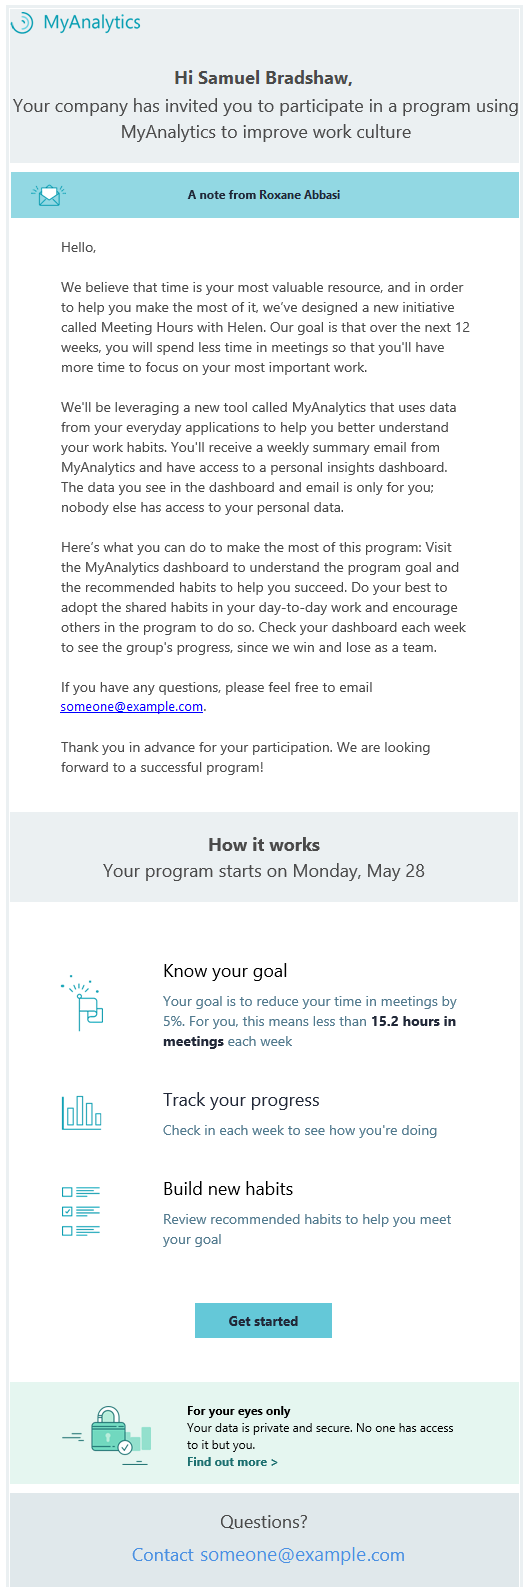 MyAnalytics
Hi Samuel Bradshaw,
Your company has invited you to participate in a program using
MyAnalytics to improve work culture
A note from Roxane Abbasi
Hello,
We believe that time is your most valuable resource, and in order
to help you make the most of it, we've designed a new initiative
called Meeting Hours with Helen. Our goal is that over the next 12
weeks, you will spend less time in meetings so that you'll have
more time to focus on your most important work.
We'll be leveraging a new tool called MyAnalytics that uses data
from your everyday applications to help you better understand
your work habits. You'll receive a weekly summary email from
MyAnalytics and have access to a personal insights dashboard.
The data you see in the dashboard and email is only for you;
nobody else has access to your personal data.
Here's what you can do to make the most of this program: Visit
the MyAnalytics dashboard to understand the program goal and
the recommended habits to help you succeed. Do your best to
adopt the shared habits in your day-to-day work and encourage
others in the program to do so. Check your dashboard each week
to see the group's progress, since we win and lose as a team.
If you have any questions, please feel free to email
someone@example.com.
Thank you in advance for your participation. We are looking
forward to a successful program!
How it works
Your program starts on Monday, May 28
Know your goal
Your goal is to reduce your time in meetings by
5%. For you, this means less than 15.2 hours in
meetings each week
Track your progress
Check in each week to see how you're doing
Build new habits
Review recommended habits to help you meet
your goal
Get started
For your eyes only
Your data is private and secure. No one has access
to it but you.
Find out more >
Questions?
Contact someone@example.com